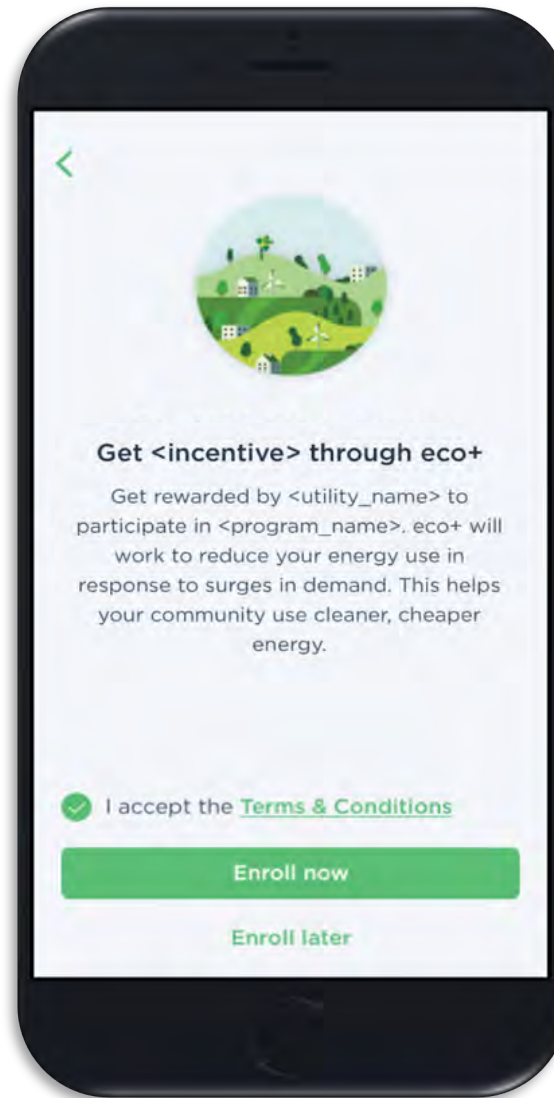 Get <incentive> through eco+
Get rewarded by <utility_name> to
participate in <program_name>. eco+ will
work to reduce your energy use in
response to surges in demand. This helps
your community use cleaner, cheaper
energy.
I accept the Terms & Conditions
Enroll now
Enroll later